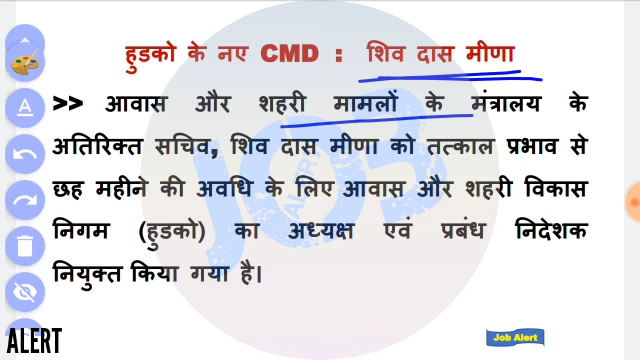 हुडको के नए CMD : शिव दास मीणा
>> आवास और शहरी मामलों के मंत्रालय के
अतिरिक्त सचिव, शिव दास मीणा को तत्काल प्रभाव से
छह महीने की अवधि के लिए आवास और शहरी विकास
निगम (हुडको) का अध्यक्ष एवं प्रबंध निदेशक
नियुक्त किया गया है।
JOB
ALERT
Job Alert